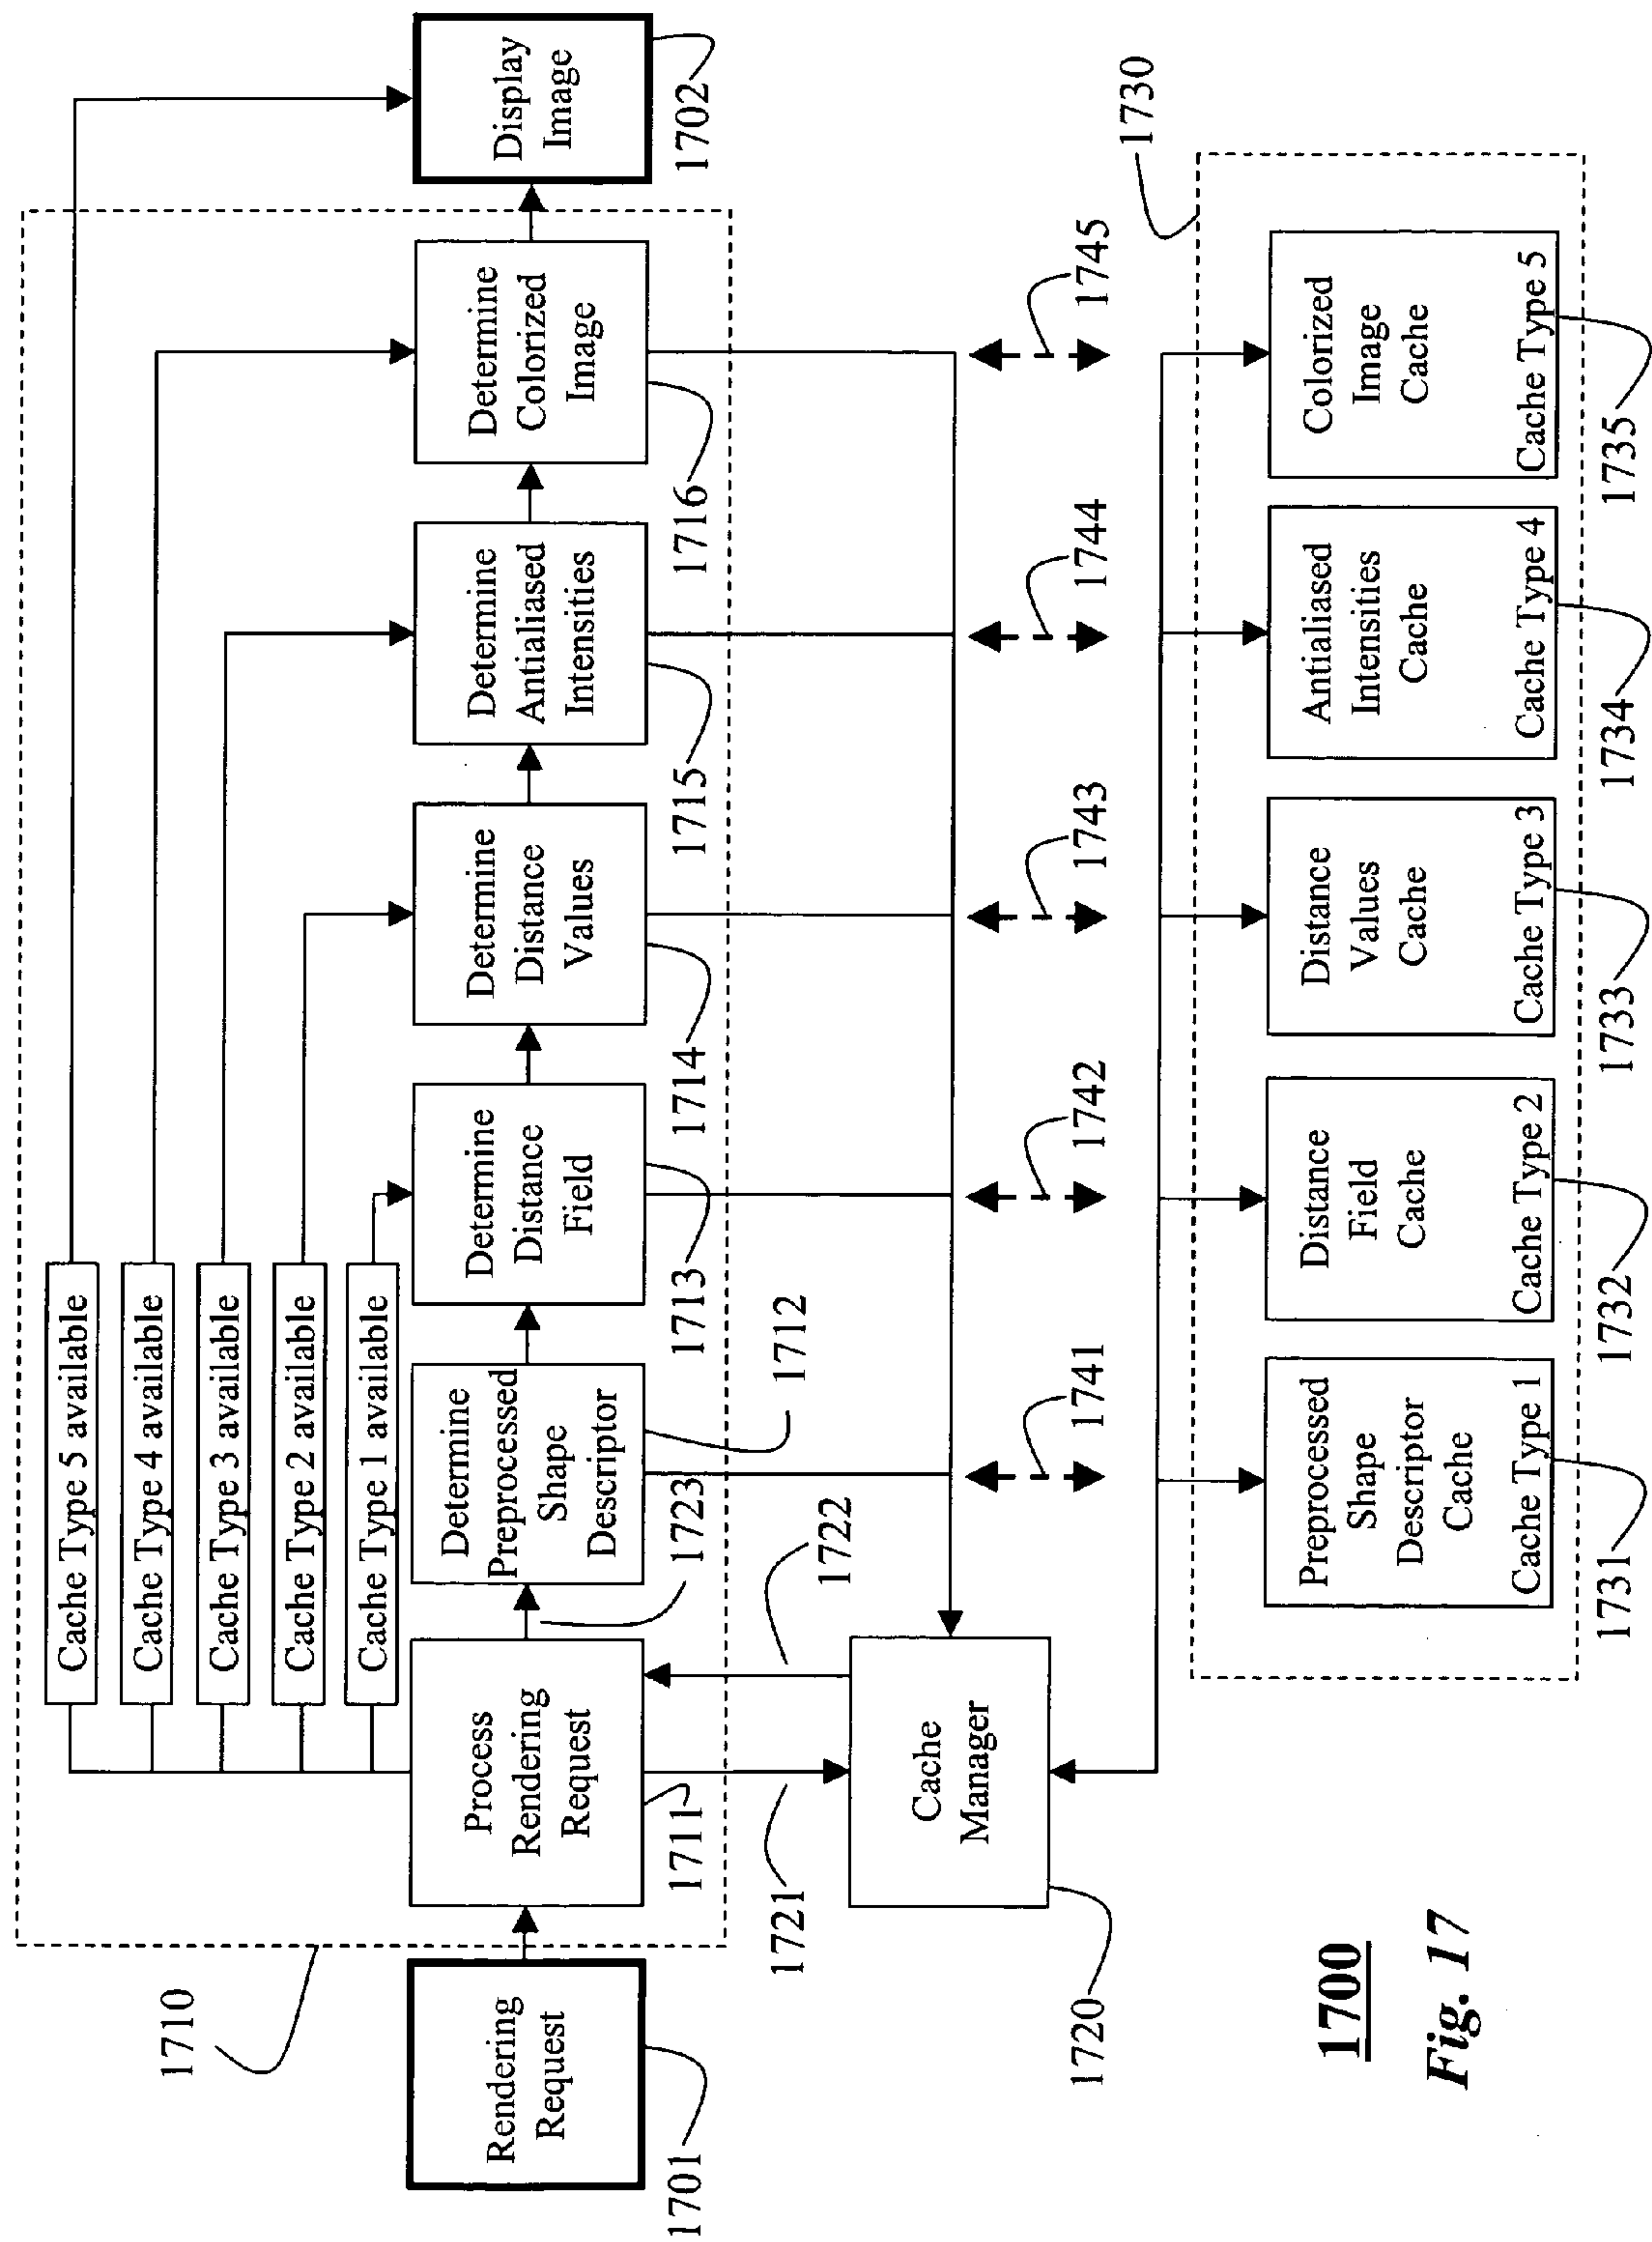 1710
Cache Type 5 available
Cache Type 4 available
Cache Type 3 available
Cache Type 2 available
Cache Type 1 available
Rendering
Request
1701
Process
Rendering
Request
1711
1723
Determine
Preprocessed
Shape
Descriptor
1712
Determine
Distance
Field
1713
Determine
Distance
Values
1714
Determine
Antialiased
Intensities
1715
Determine
Colorized
Image
1716
Display
Image
1702
1721
1722
Cache
Manager
1720
1741
1742
1743
1744
1745
1730
Preprocessed
Shape
Descriptor
Cache
Cache Type 1
1731
Distance
Field
Cache
Cache Type 2
1732
Distance
Values
Cache
Cache Type 3
1733
Antialiased
Intensities
Cache
Cache Type 4
1734
Colorized
Image
Cache
Cache Type 5
1735
1700
Fig. 17